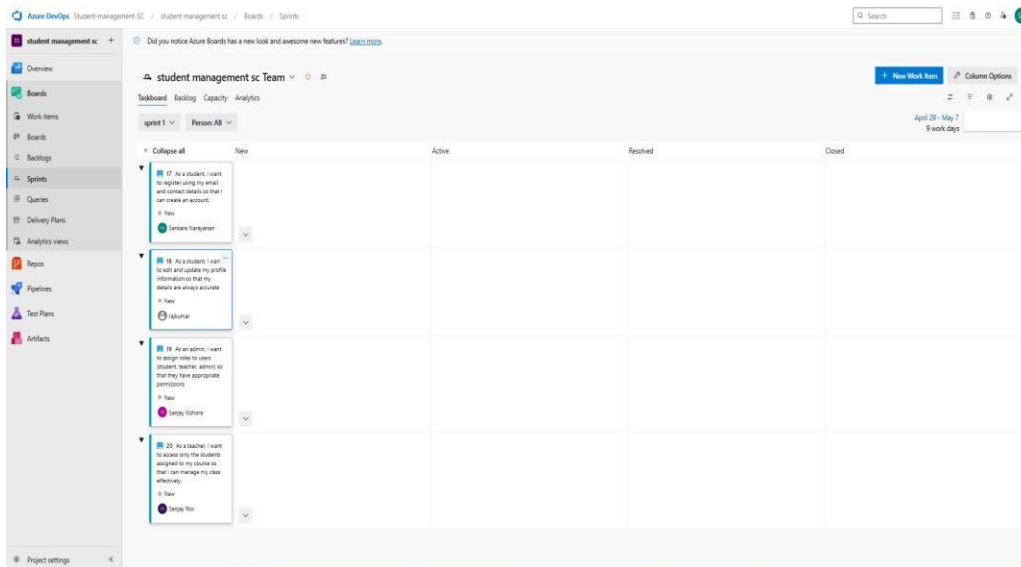 Azure DevOps Student-management-SC / student management sc / Boards / Sprints
Search
student management sc +
Did you notice Azure Boards has a new look and awesome new features? Learn more.
Overview
Boards
Work items
Boards
Backlogs
Sprints
Queries
Delivery Plans
Analytics views
Repos
Pipelines
Test Plans
Artifacts
Project settings
student management sc Team
+ New Work Item
Column Options
Taskboard Backlog Capacity Analytics
sprint 1
Person: All
April 29 - May 7
9 work days
Collapse all New Active Resolved Closed
17 As a student, I want
to register using my email
and contact details so that I
can create an account.
New
Sankara Narayanan
18 As a student, I wan
to edit and update my profile
information so that my
details are always accurate
New
rajkumar
19 As an admin, I want
to assign roles to users
(student, teacher, admin) so
that they have appropriate
permissions
New
Sanjay Kishore
20 As a teacher, I want
to access only the students
assigned to my course so
that I can manage my class
effectively.
New
Sanjay Rox